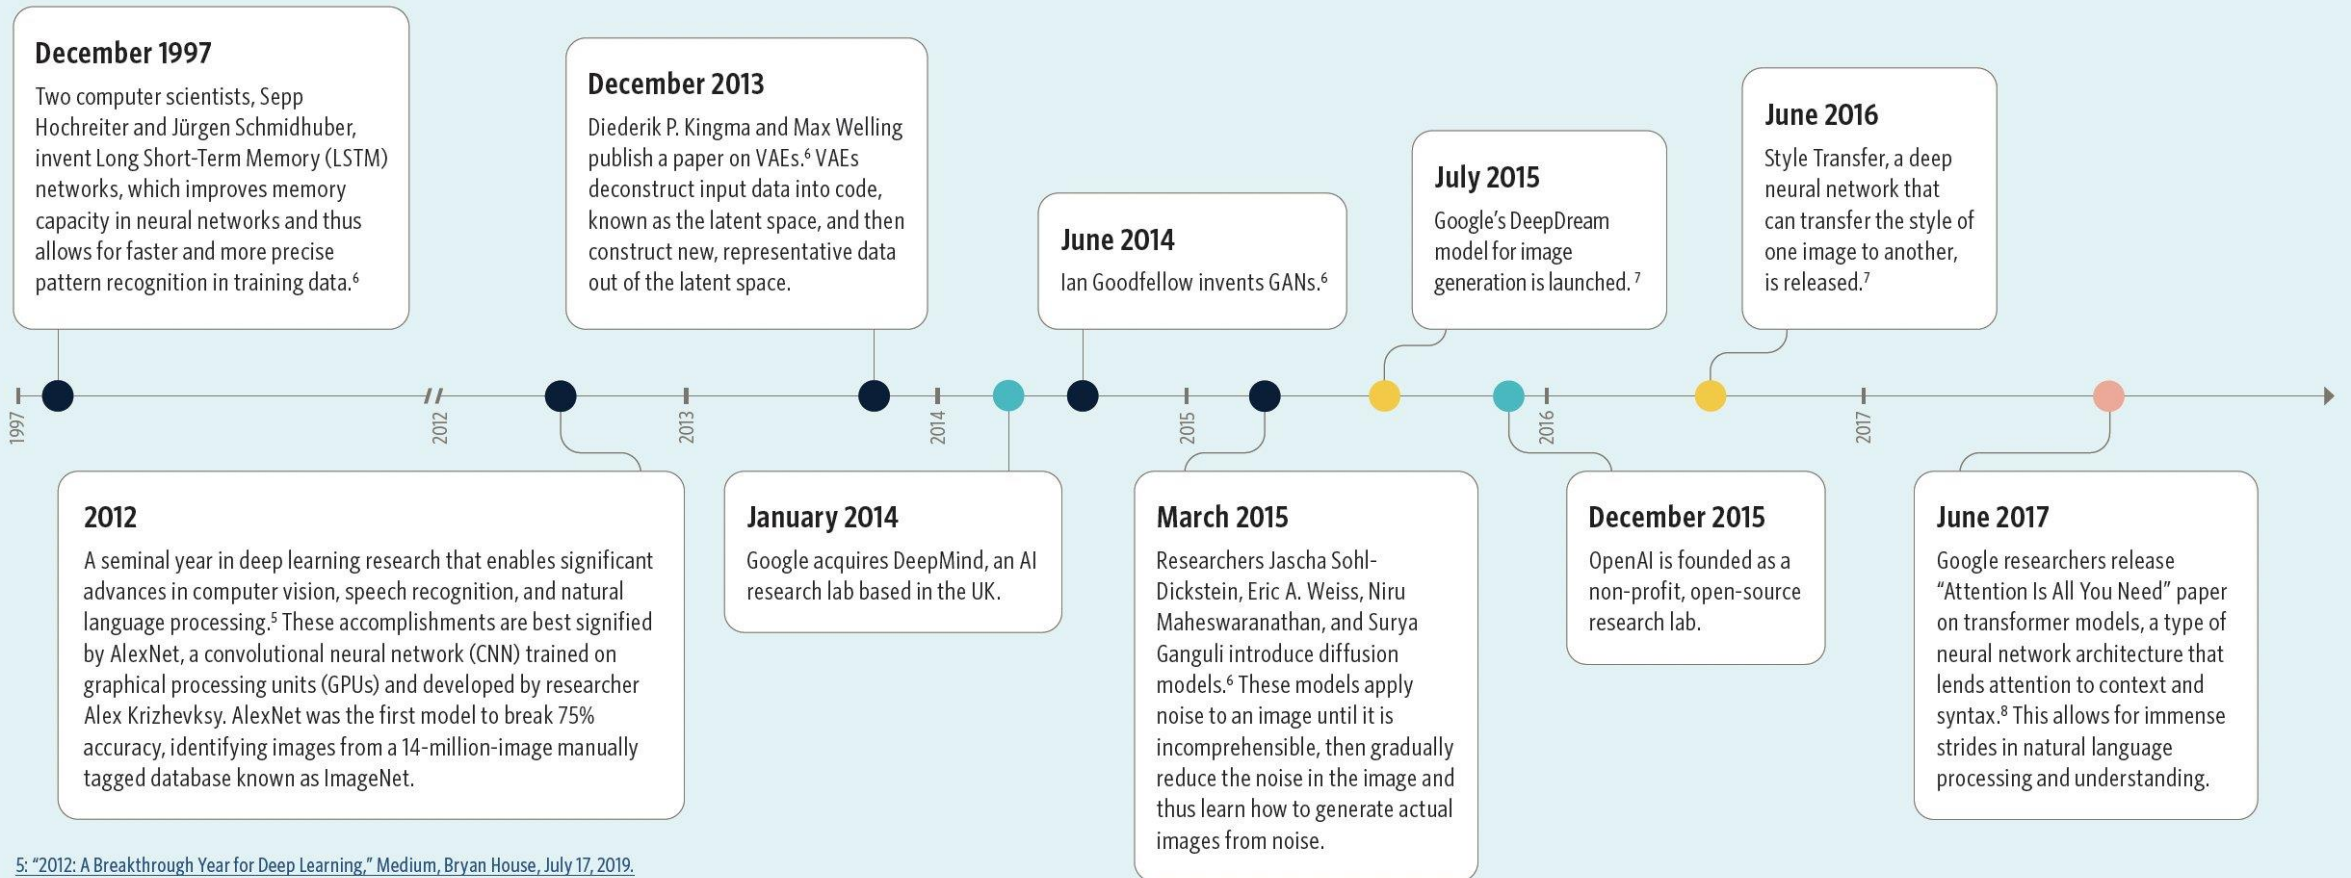 December 1997
Two computer scientists, Sepp
Hochreiter and Jürgen Schmidhuber,
invent Long Short-Term Memory (LSTM)
networks, which improves memory
capacity in neural networks and thus
allows for faster and more precise
pattern recognition in training data.⁶
December 2013
Diederik P. Kingma and Max Welling
publish a paper on VAEs.⁶ VAEs
deconstruct input data into code,
known as the latent space, and then
construct new, representative data
out of the latent space.
June 2014
Ian Goodfellow invents GANs.⁶
July 2015
Google’s DeepDream
model for image
generation is launched. ⁷
June 2016
Style Transfer, a deep
neural network that
can transfer the style of
one image to another,
is released.⁷
1997
2012
2013
2014
2015
2016
2017
2012
A seminal year in deep learning research that enables significant
advances in computer vision, speech recognition, and natural
language processing.⁵ These accomplishments are best signified
by AlexNet, a convolutional neural network (CNN) trained on
graphical processing units (GPUs) and developed by researcher
Alex Krizhevksy. AlexNet was the first model to break 75%
accuracy, identifying images from a 14-million-image manually
tagged database known as ImageNet.
January 2014
Google acquires DeepMind, an AI
research lab based in the UK.
March 2015
Researchers Jascha Sohl-
Dickstein, Eric A. Weiss, Niru
Maheswaranathan, and Surya
Ganguli introduce diffusion
models.⁶ These models apply
noise to an image until it is
incomprehensible, then gradually
reduce the noise in the image and
thus learn how to generate actual
images from noise.
December 2015
OpenAI is founded as a
non-profit, open-source
research lab.
June 2017
Google researchers release
“Attention Is All You Need” paper
on transformer models, a type of
neural network architecture that
lends attention to context and
syntax.⁸ This allows for immense
strides in natural language
processing and understanding.
5: “2012: A Breakthrough Year for Deep Learning,” Medium, Bryan House, July 17, 2019.